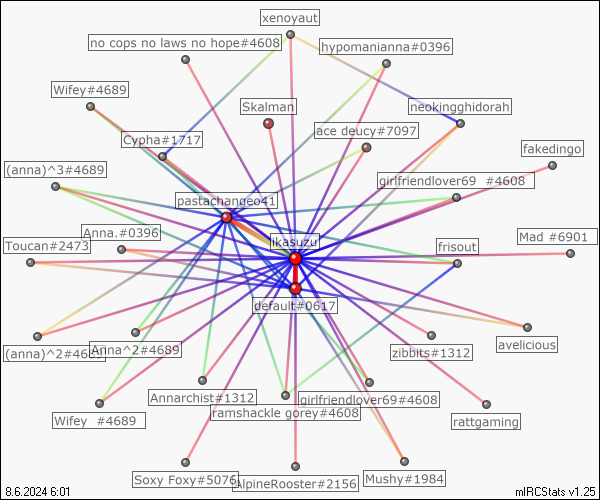 xenoyaut
no cops no laws no hope#4608
hypomanianna#0396
Wifey#4689
Skalman
neokingghidorah
Cypha#1717
ace deucy#7097
fakedingo
(anna)^3#4689
girlfriendlover69 #4608
pastachangeo41
Anna.#0396
Mad #6901
Toucan#2473
likasuzu
frisout
default#0617
avelicious
(anna)^2#4689
Anna^2#4689
zibbits#1312
Annarchist#1312
girlfriendlover69#4608
Wifey #4689
ramshackle gorey#4608
rattgaming
Soxy Foxy#5076
AlpineRooster#2156
Mushy#1984
8.6.2024 6:01
mIRCStats v1.25